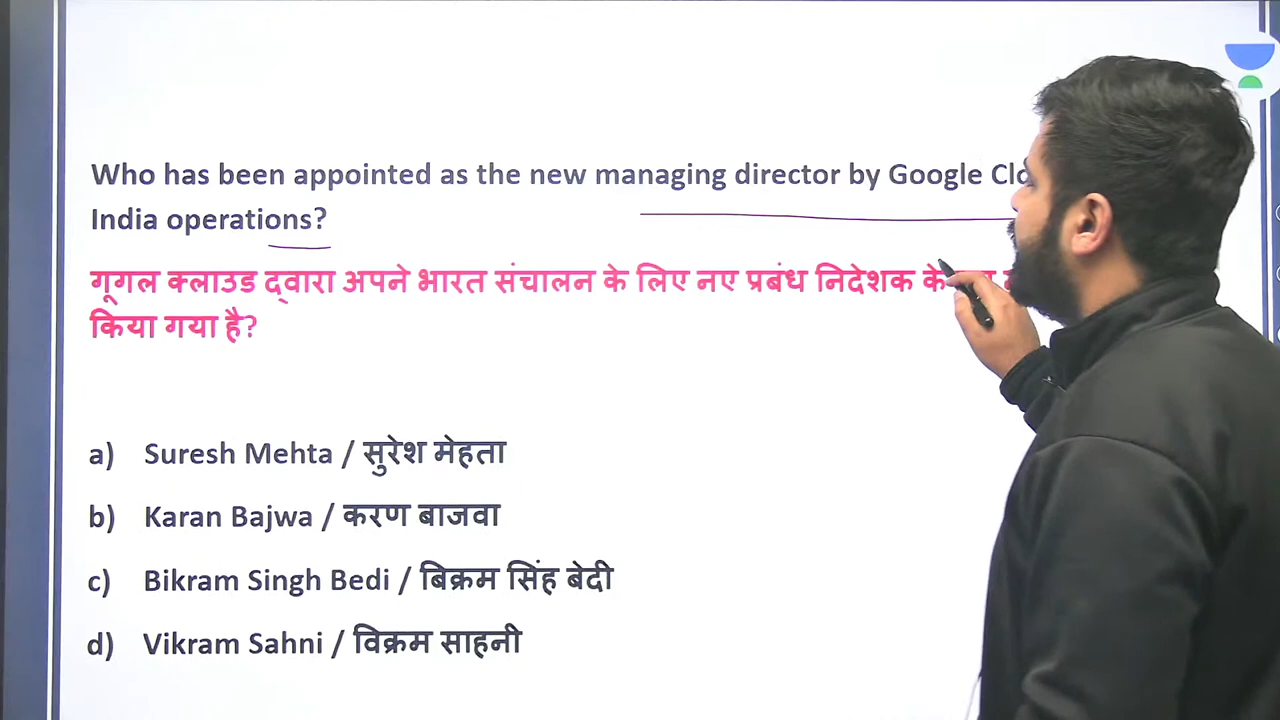 Who has been appointed as the new managing director by Google
India operations?
गूगल क्लाउड द्वारा अपने भारत संचालन के लिए नए प्रबंध निदेशक के
किया गया है?
a) Suresh Mehta / सुरेश मेहता
b) Karan Bajwa / करण बाजवा
c) Bikram Singh Bedi / बिक्रम सिंह बेदी
d) Vikram Sahni / विक्रम साहनी